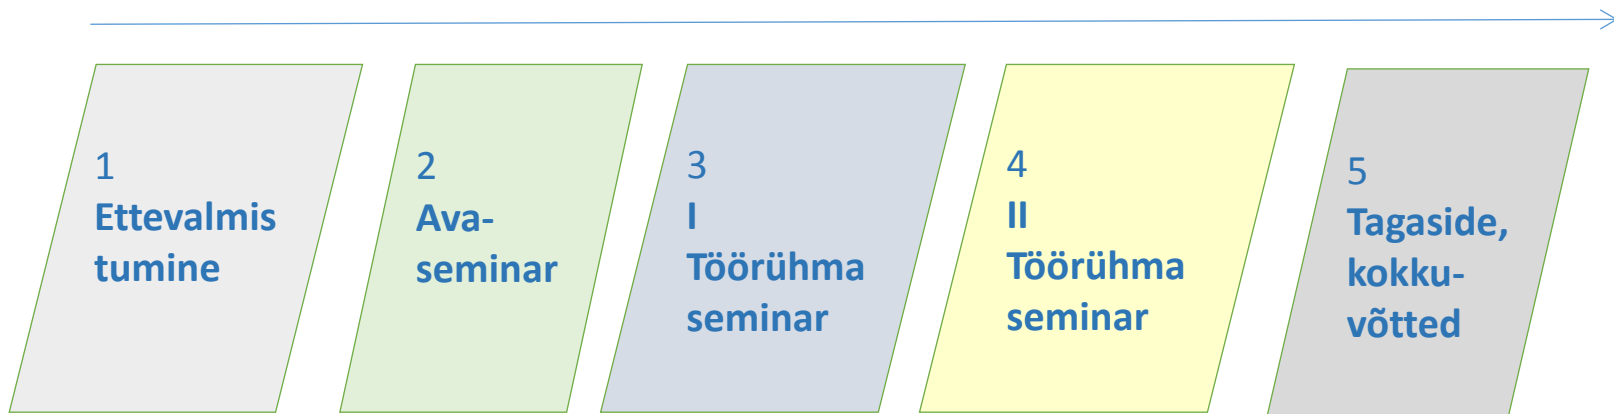 1
Ettevalmis
tumine
2
Ava-
seminar
3
I
Töörühma
seminar
4
II
Töörühma
seminar
5
Tagaside,
kokku-
võtted